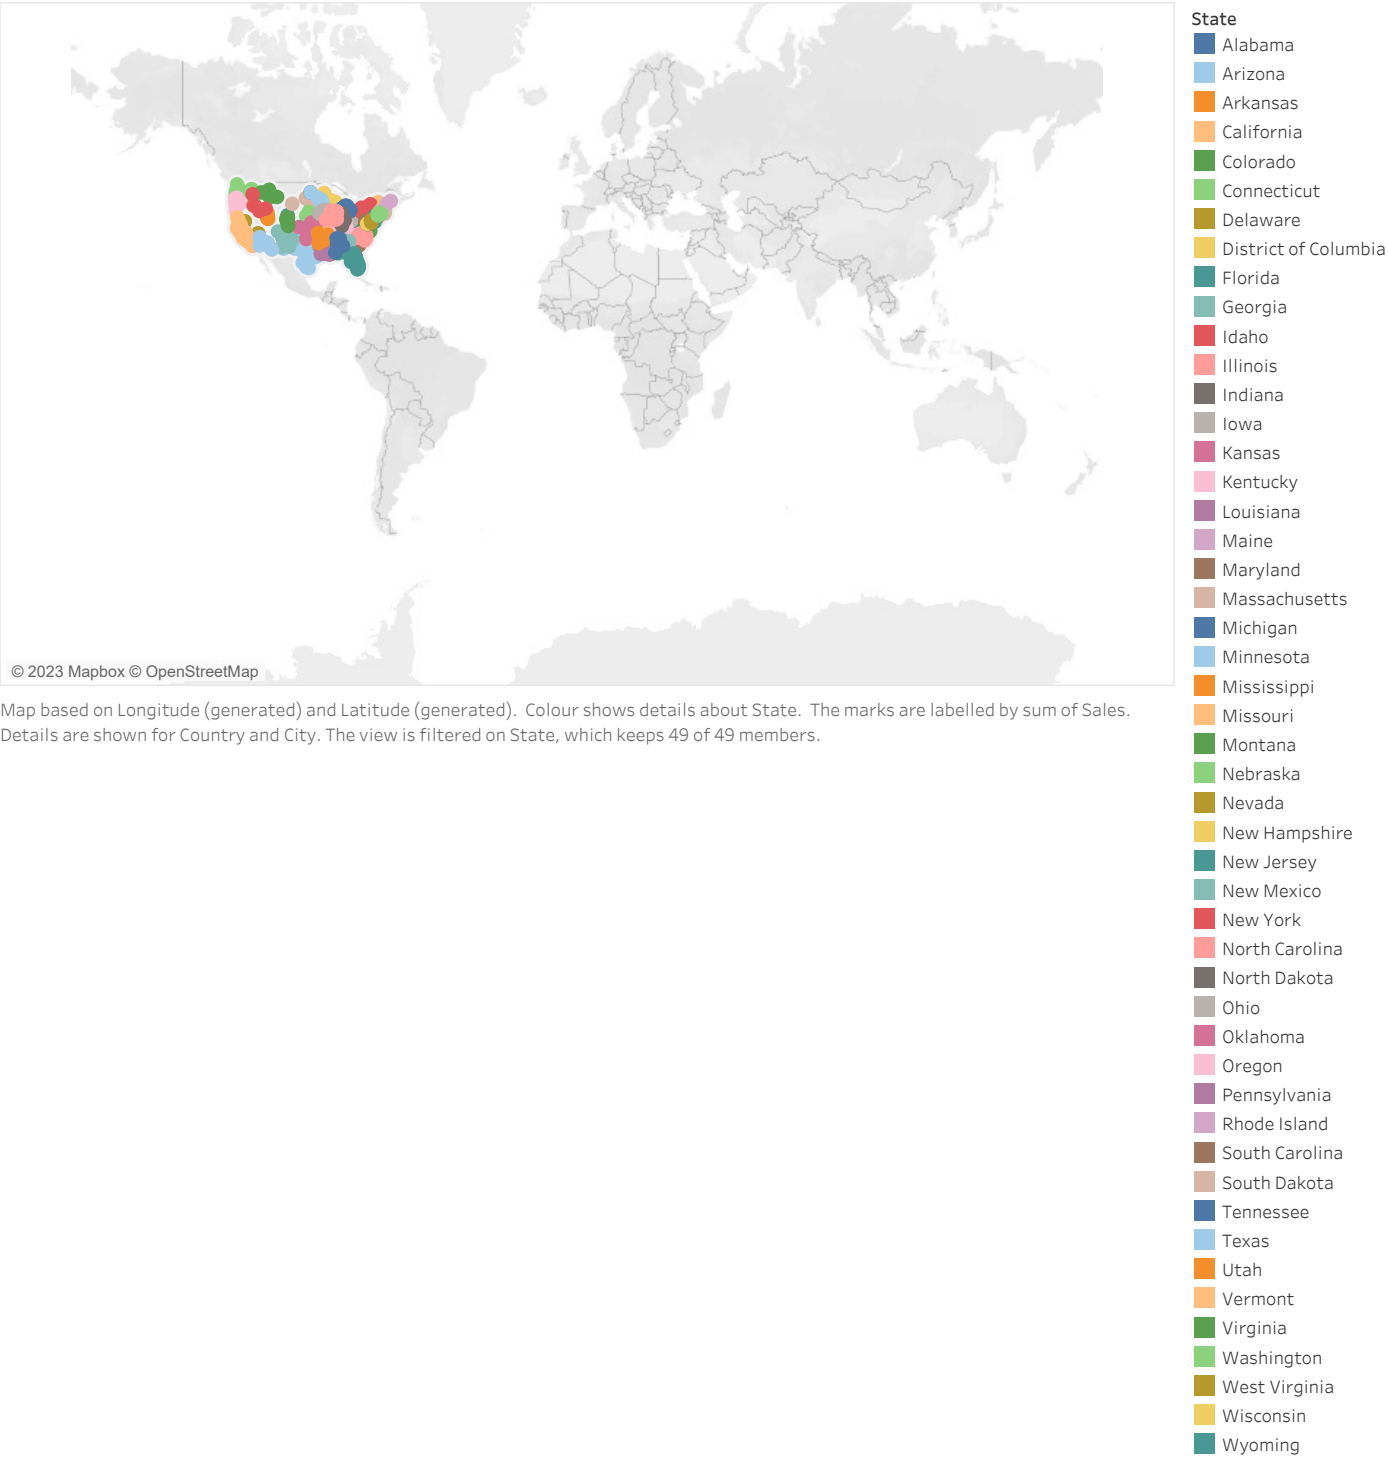 State
Alabama
Arizona
Arkansas
California
Colorado
Connecticut
Delaware
District of Columbia
Florida
Georgia
Idaho
Illinois
Indiana
Iowa
Kansas
Kentucky
Louisiana
Maine
Maryland
Massachusetts
Michigan
Minnesota
Mississippi
Missouri
Montana
Nebraska
Nevada
New Hampshire
New Jersey
New Mexico
New York
North Carolina
North Dakota
Ohio
Oklahoma
Oregon
Pennsylvania
Rhode Island
South Carolina
South Dakota
Tennessee
Texas
Utah
Vermont
Virginia
Washington
West Virginia
Wisconsin
Wyoming
© 2023 Mapbox © OpenStreetMap
Map based on Longitude (generated) and Latitude (generated).  Colour shows details about State.  The marks are labelled by sum of Sales.
Details are shown for Country and City. The view is filtered on State, which keeps 49 of 49 members.